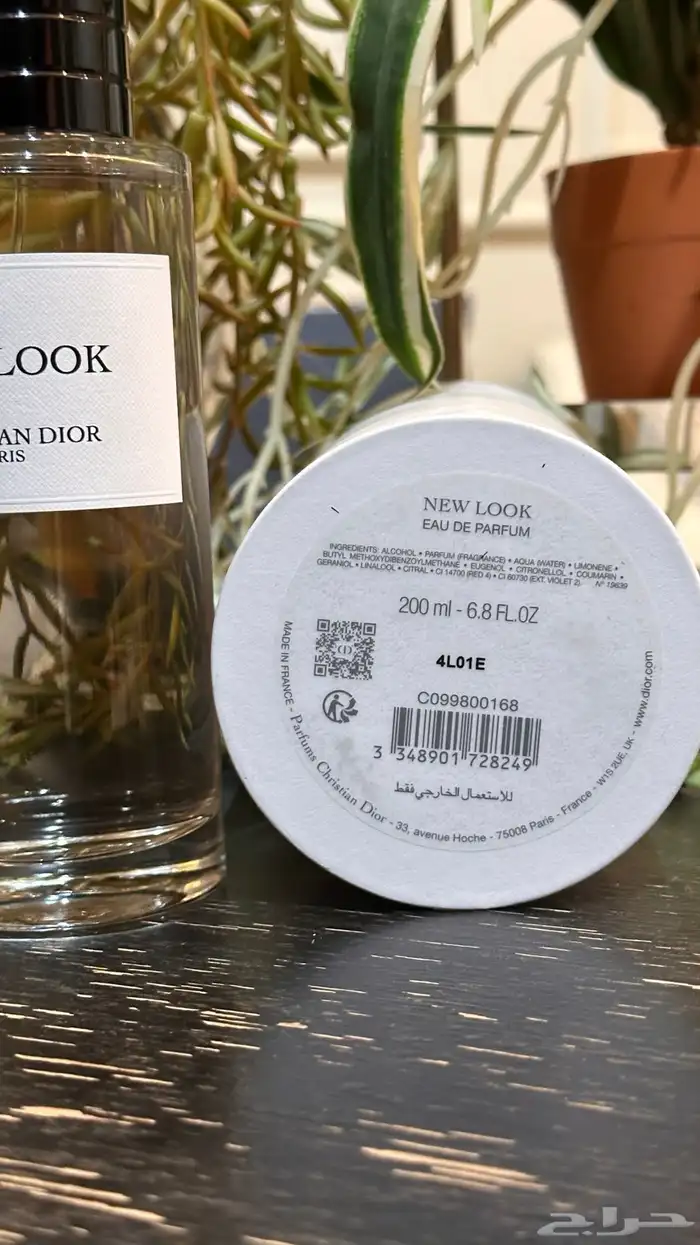 LOOK
AN DIOR
RIS
NEW LOOK
EAU DE PARFUM
INGREDIENTS: ALCOHOL • PARFUM (FRAGRANCE) • AQUA (WATER) • LIMONENE •
BUTYL METHOXYDIBENZOYLMETHANE • EUGENOL • CITRONELLOL • COUMARIN •
GERANIOL • LINALOOL • CITRAL • CI 14700 (RED 4) • CI 60730 (EXT. VIOLET 2). N° 19639
200 ml - 6.8 FL.OZ
CD
4L01E
C099800168
3 348901 728249
للاستعمال الخارجي فقط
MADE IN FRANCE - Parfums Christian Dior - 33, avenue Hoche - 75008 Paris - France - W1S 2UE, UK - www.dior.com
حراج